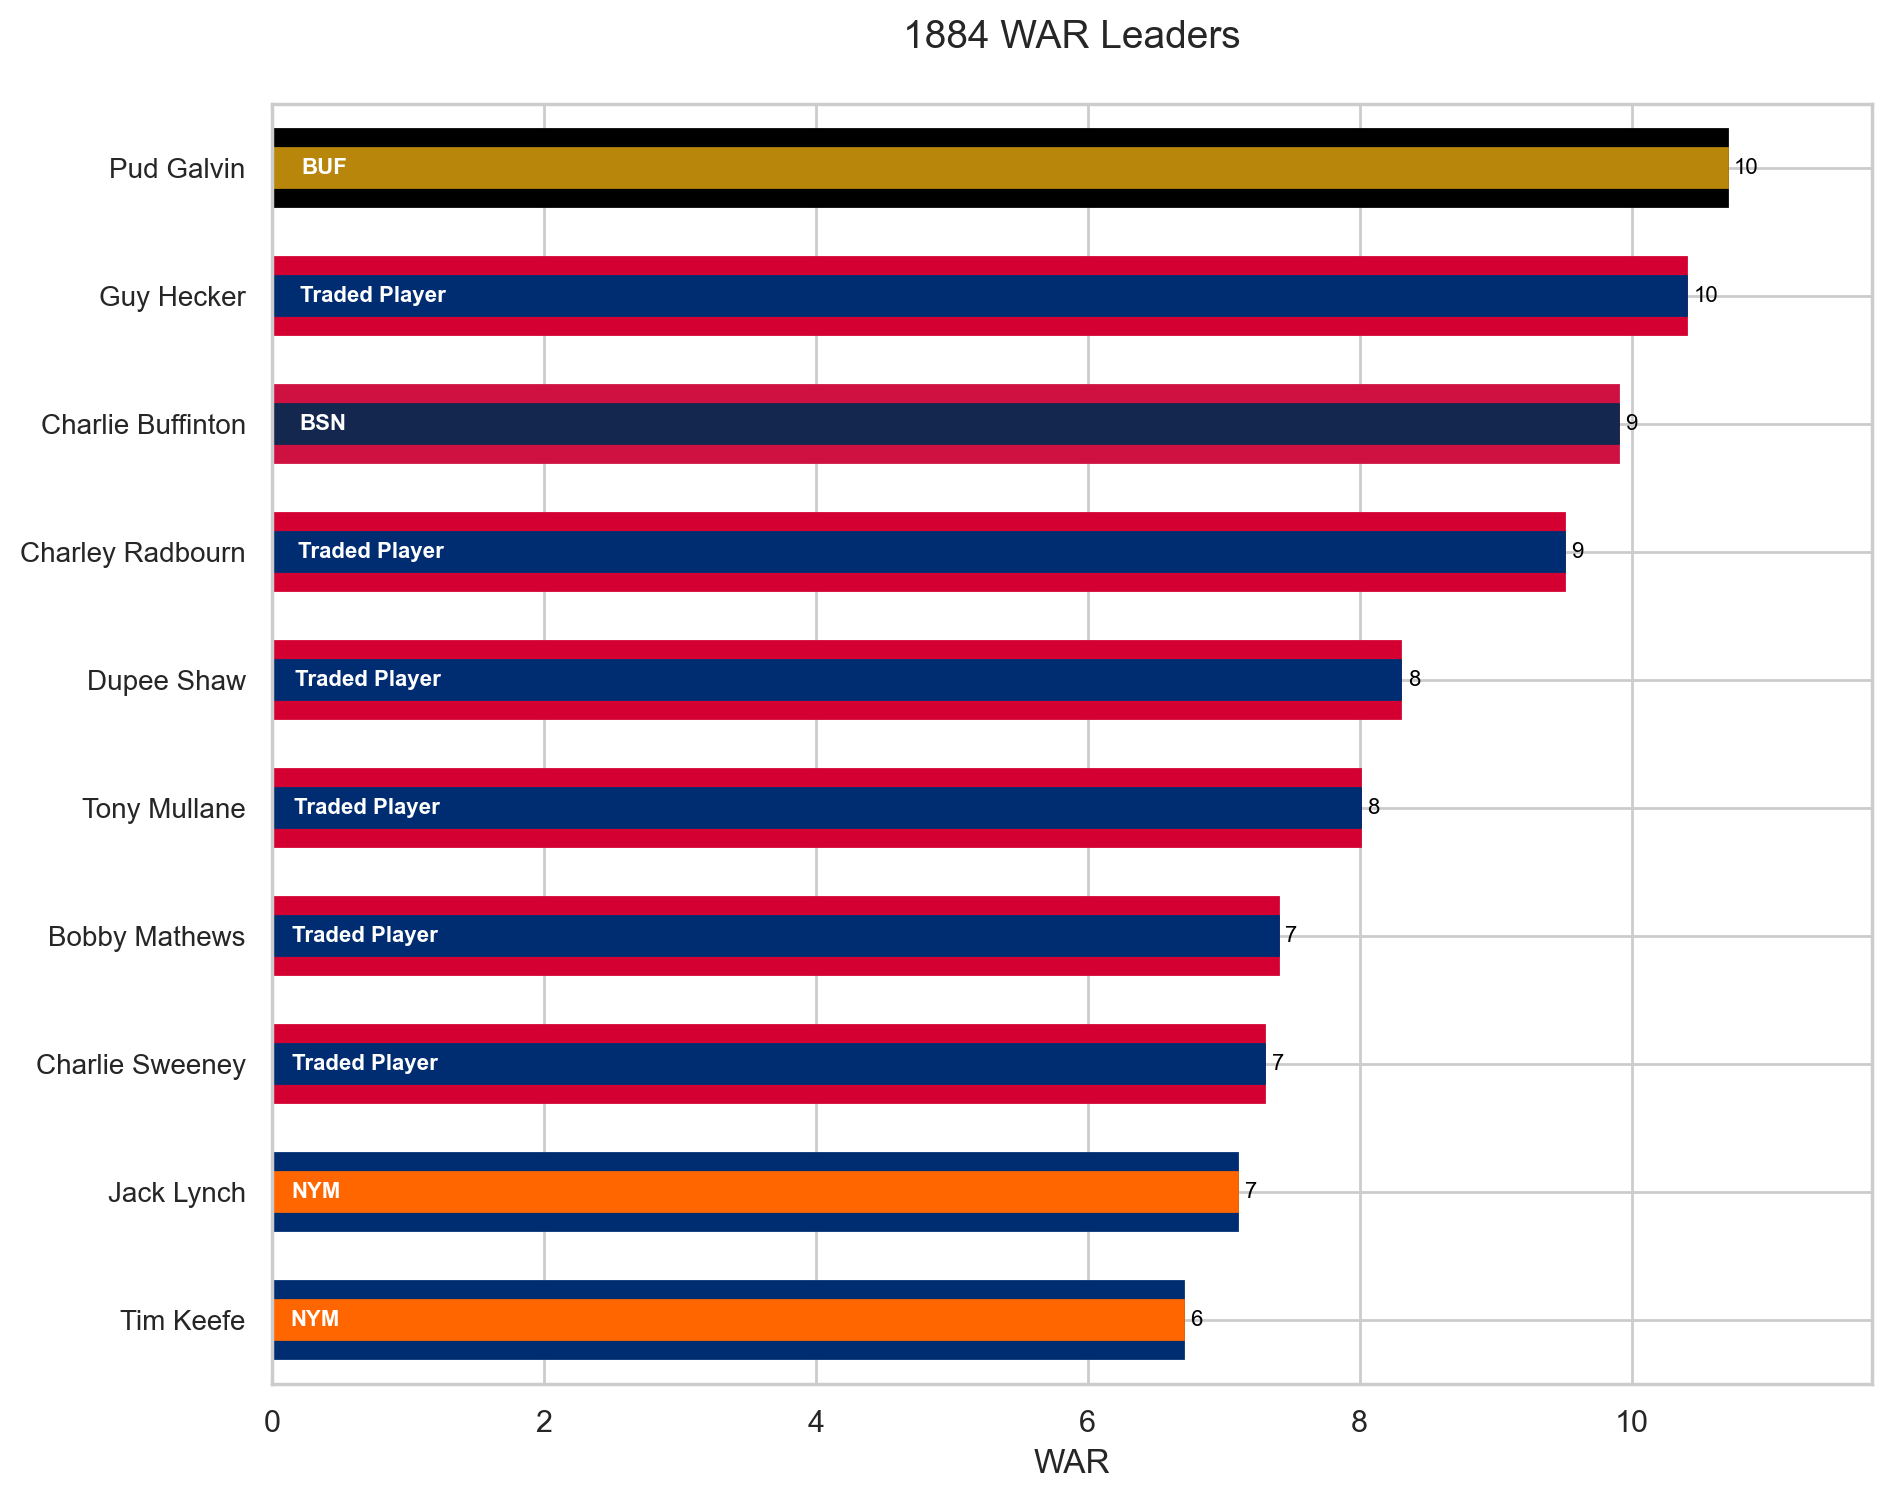 1884 WAR Leaders
Pud Galvin BUF 10
Guy Hecker Traded Player 10
Charlie Buffinton BSN 9
Charley Radbourn Traded Player 9
Dupee Shaw Traded Player 8
Tony Mullane Traded Player 8
Bobby Mathews Traded Player 7
Charlie Sweeney Traded Player 7
Jack Lynch NYM 7
Tim Keefe NYM 6
0 2 4 6 8 10
WAR